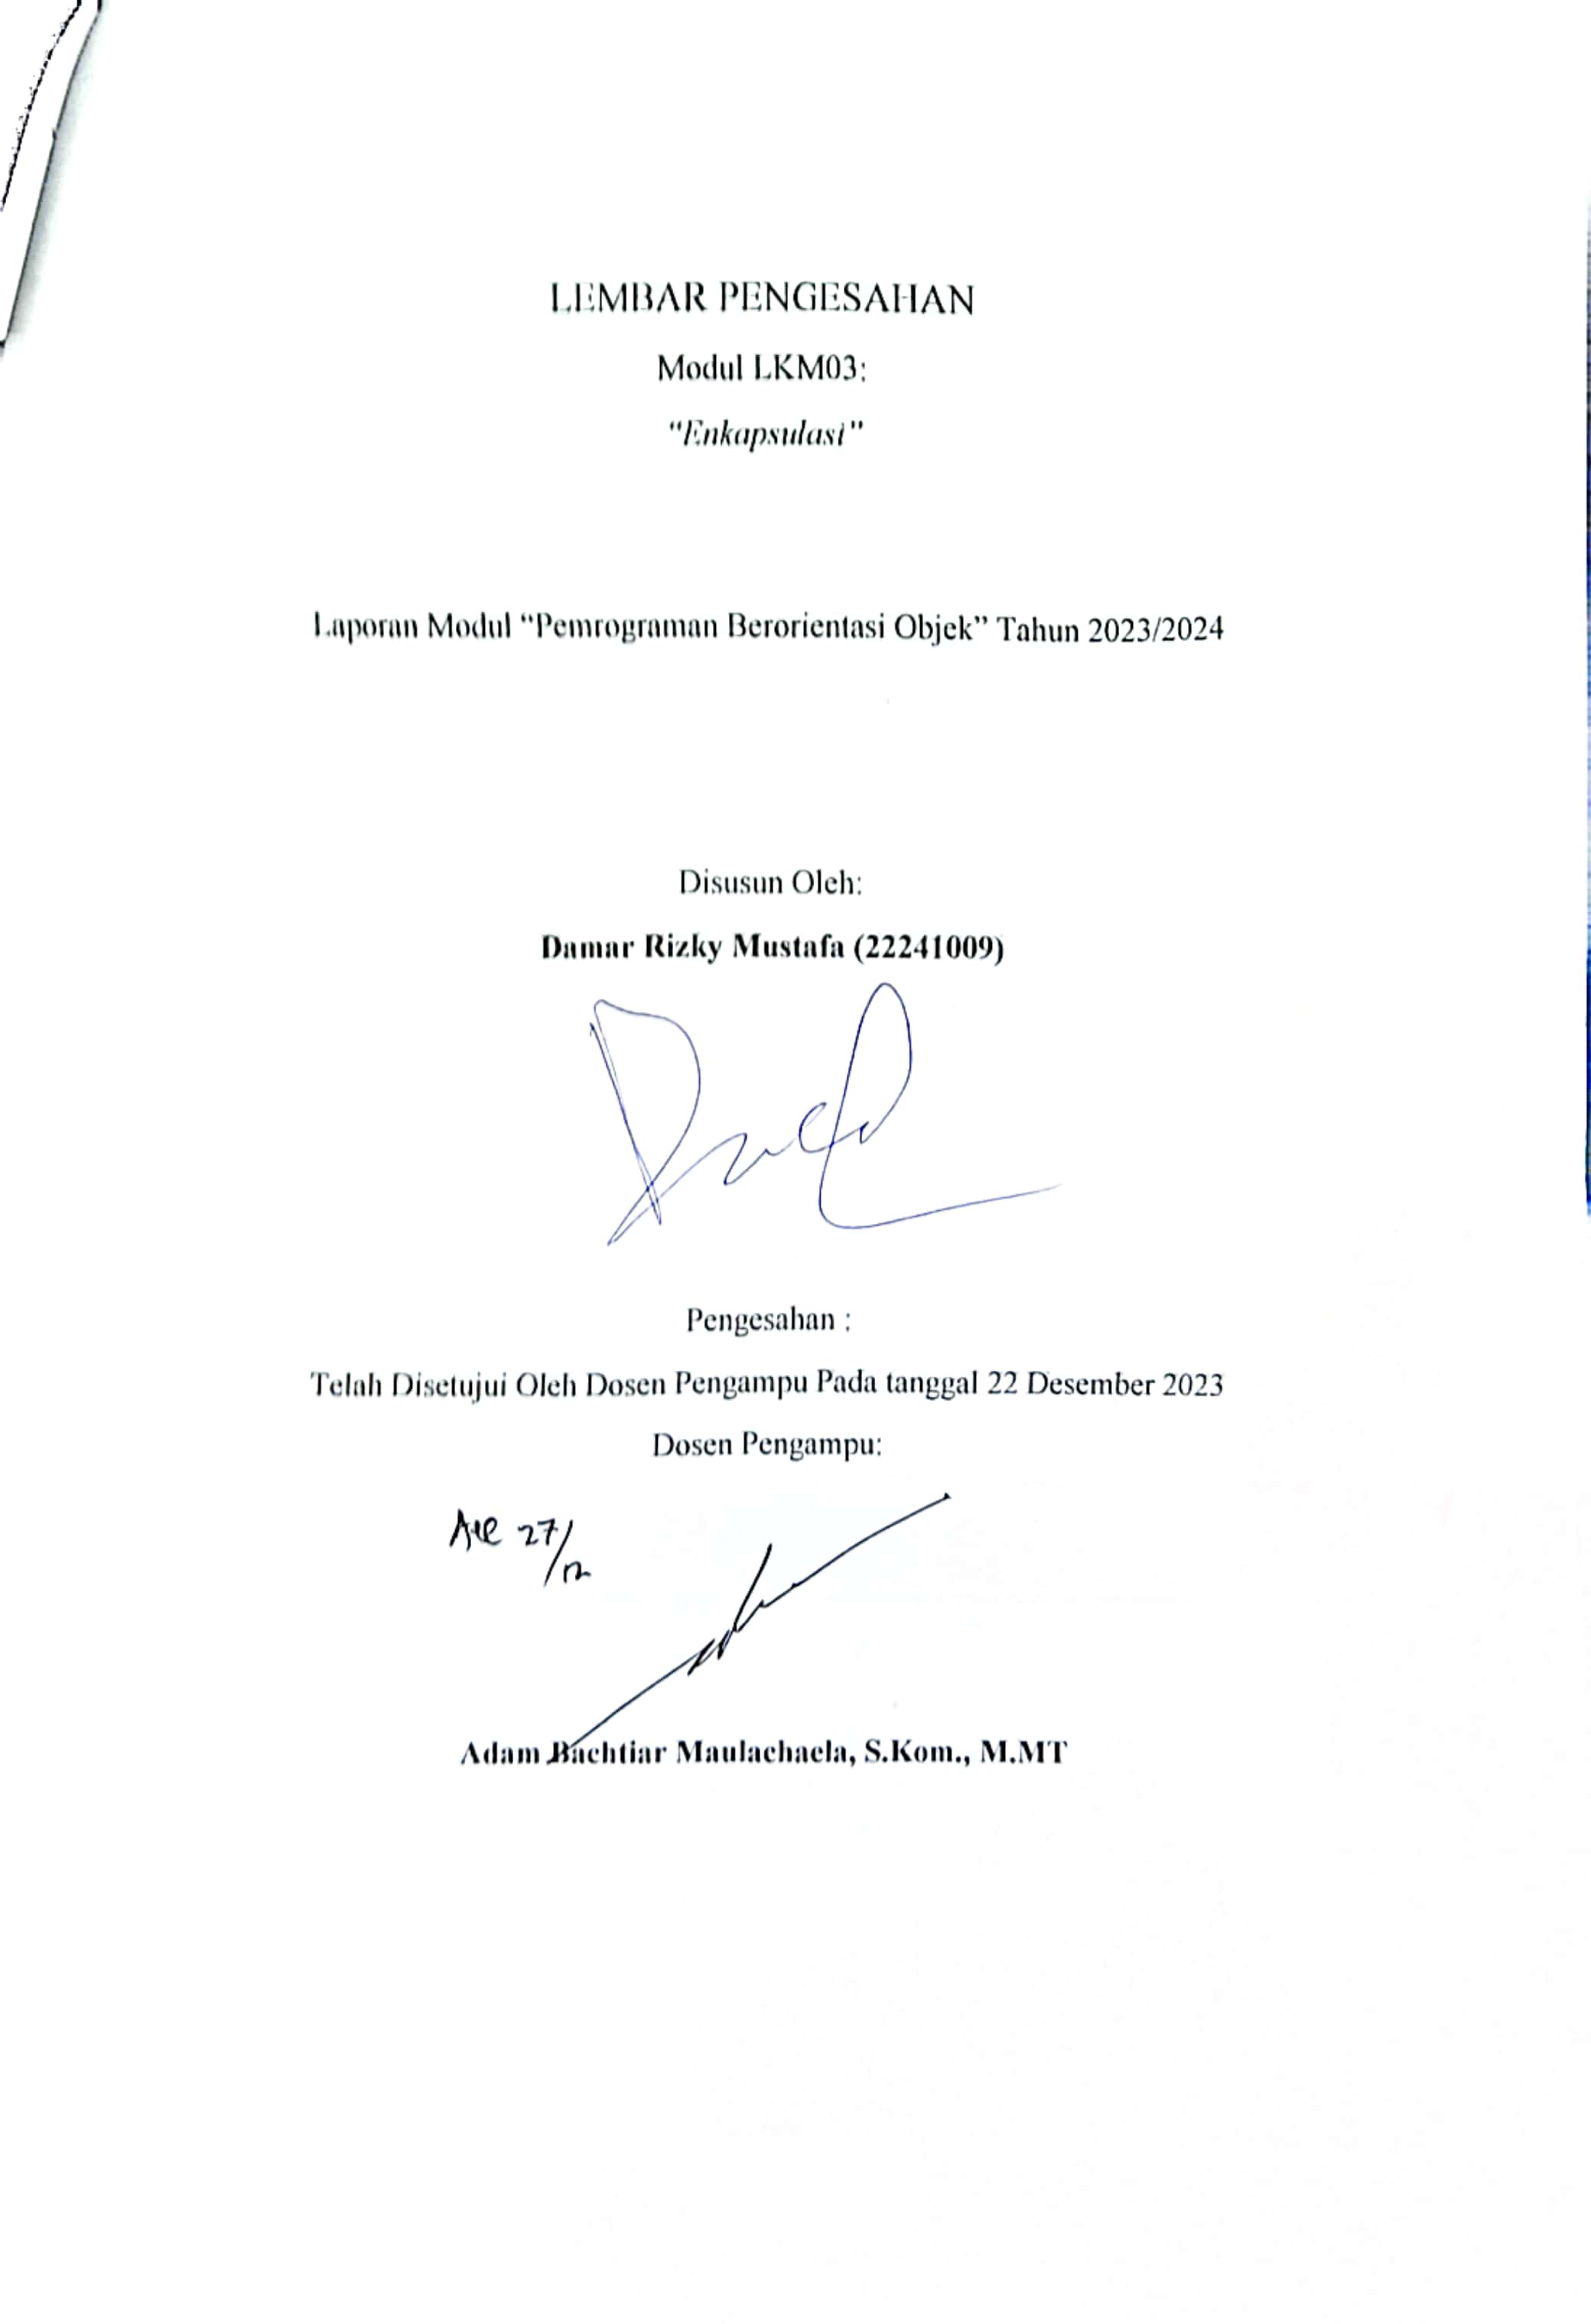 LEMBAR PENGESAHAN
Modul LKM03:
"Enkapsulasi"
Laporan Modul “Pemrograman Berorientasi Objek” Tahun 2023/2024
Disusun Oleh:
Damar Rizky Mustafa (22241009)
Pengesahan :
Telah Disetujui Oleh Dosen Pengampu Pada tanggal 22 Desember 2023
Dosen Pengampu:
Acc 27/12
Adam Bachtiar Maulachaela, S.Kom., M.MT